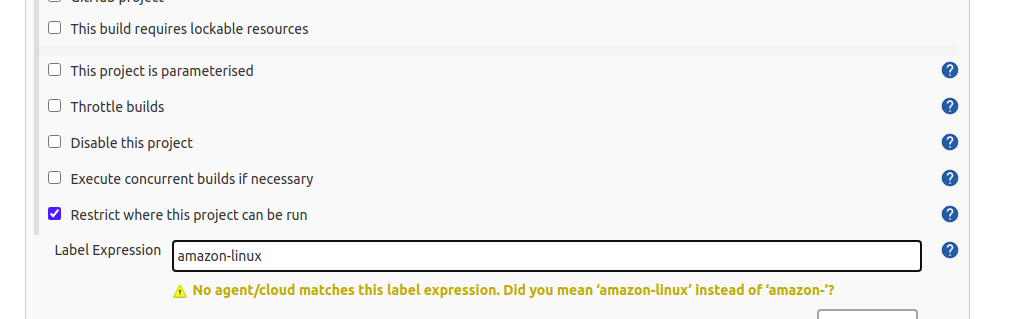 GitHub project
This build requires lockable resources
This project is parameterised
?
Throttle builds
?
Disable this project
?
Execute concurrent builds if necessary
?
Restrict where this project can be run
?
Label Expression
amazon-linux
?
No agent/cloud matches this label expression. Did you mean ‘amazon-linux’ instead of ‘amazon-’?